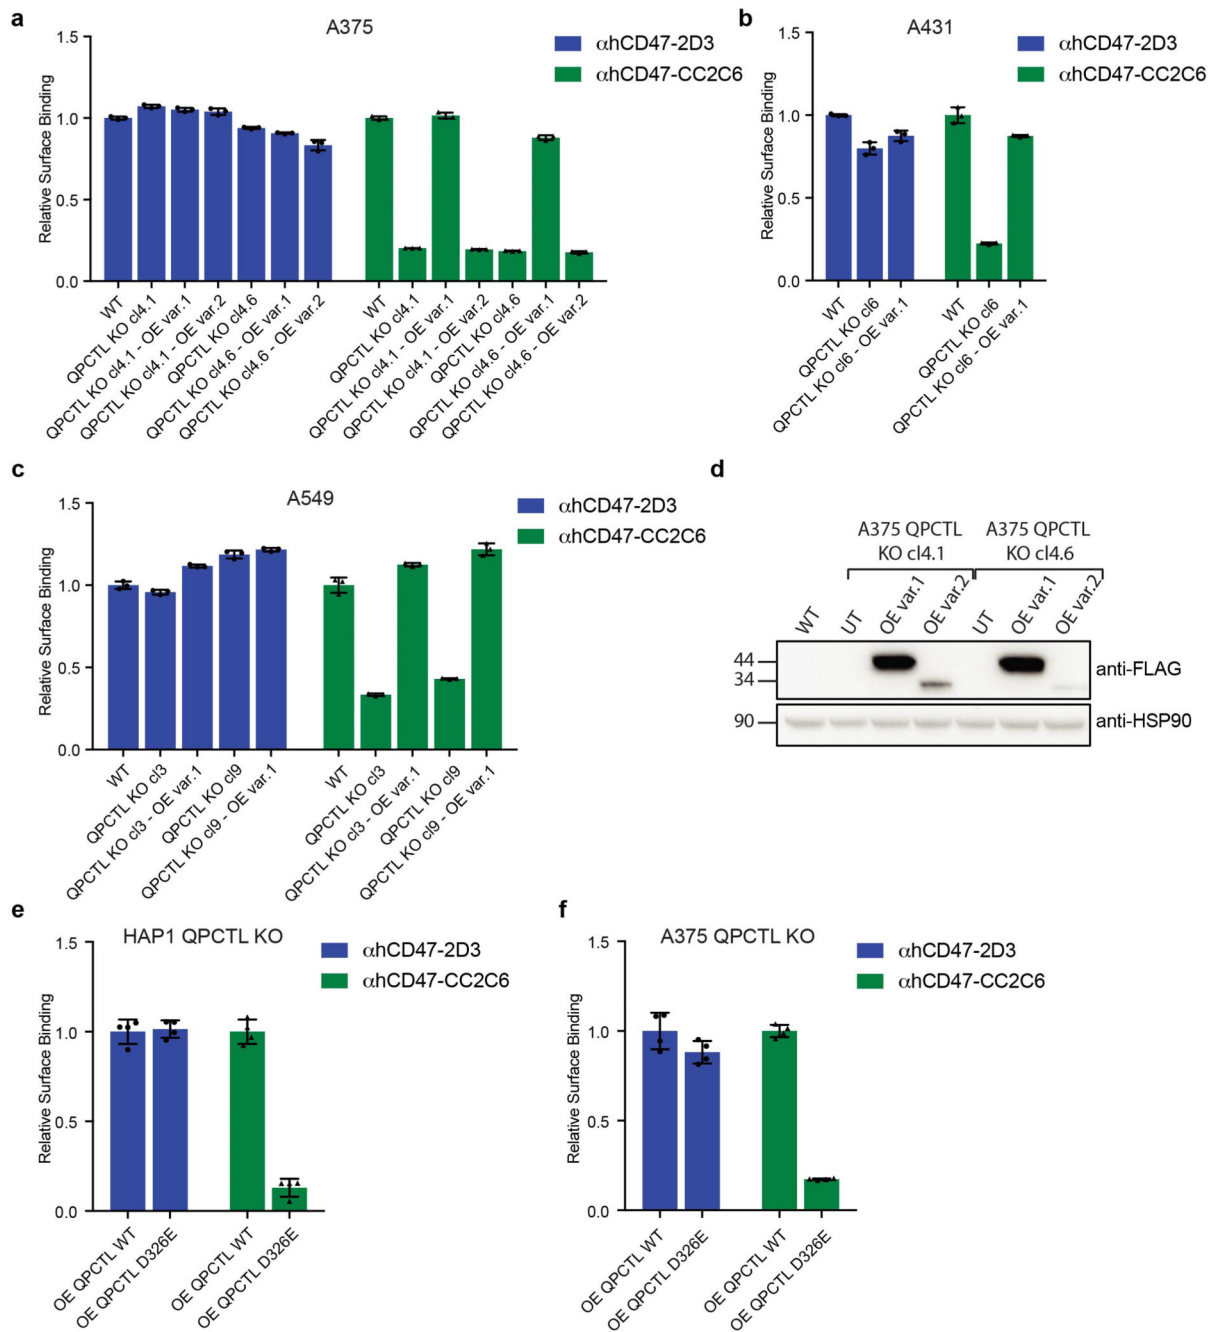 a
A375
αhCD47-2D3
αhCD47-CC2C6
Relative Surface Binding
1.5
1.0
0.5
0.0
WT
QPCTL KO cl4.1
QPCTL KO cl4.1 - OE var.1
QPCTL KO cl4.1 - OE var.2
QPCTL KO cl4.6
QPCTL KO cl4.6 - OE var.1
QPCTL KO cl4.6 - OE var.2
WT
QPCTL KO cl4.1
QPCTL KO cl4.1 - OE var.1
QPCTL KO cl4.1 - OE var.2
QPCTL KO cl4.6
QPCTL KO cl4.6 - OE var.1
QPCTL KO cl4.6 - OE var.2
b
A431
αhCD47-2D3
αhCD47-CC2C6
Relative Surface Binding
1.5
1.0
0.5
0.0
WT
QPCTL KO cl6
QPCTL KO cl6 - OE var.1
WT
QPCTL KO cl6
QPCTL KO cl6 - OE var.1
c
A549
αhCD47-2D3
αhCD47-CC2C6
Relative Surface Binding
1.5
1.0
0.5
0.0
WT
QPCTL KO cl3
QPCTL KO cl3 - OE var.1
QPCTL KO cl9
QPCTL KO cl9 - OE var.1
WT
QPCTL KO cl3
QPCTL KO cl3 - OE var.1
QPCTL KO cl9
QPCTL KO cl9 - OE var.1
d
A375 QPCTL
KO cl4.1
A375 QPCTL
KO cl4.6
WT
UT
OE var.1
OE var.2
UT
OE var.1
OE var.2
44
34
anti-FLAG
90
anti-HSP90
e
HAP1 QPCTL KO
αhCD47-2D3
αhCD47-CC2C6
Relative Surface Binding
1.5
1.0
0.5
0.0
OE QPCTL WT
OE QPCTL D326E
OE QPCTL WT
OE QPCTL D326E
f
A375 QPCTL KO
αhCD47-2D3
αhCD47-CC2C6
Relative Surface Binding
1.5
1.0
0.5
0.0
OE QPCTL WT
OE QPCTL D326E
OE QPCTL WT
OE QPCTL D326E